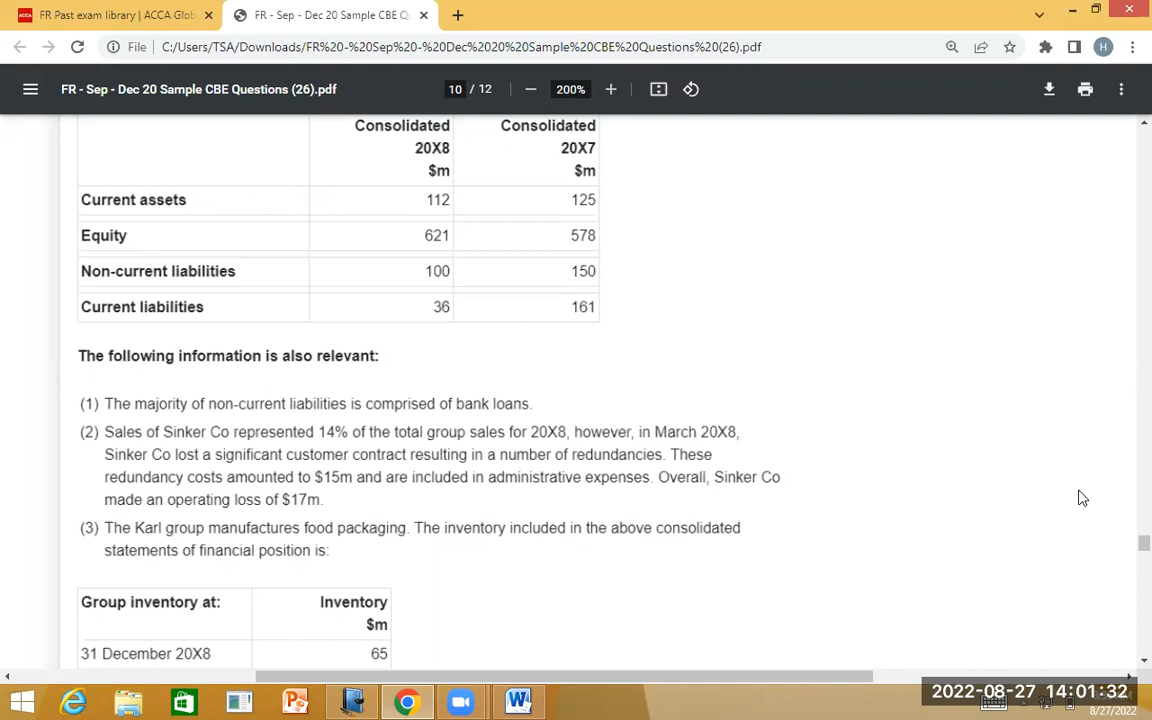 FR Past exam library | ACCA Glob
FR - Sep - Dec 20 Sample CBE Q
File
C:/Users/TSA/Downloads/FR%20-%20Sep%20-%20Dec%2020%20Sample%20CBE%20Questions%20(26).pdf
H
FR - Sep - Dec 20 Sample CBE Questions (26).pdf
10 / 12
200%
Consolidated Consolidated
20X8 20X7
$m $m
Current assets 112 125
Equity 621 578
Non-current liabilities 100 150
Current liabilities 36 161
The following information is also relevant:
(1) The majority of non-current liabilities is comprised of bank loans.
(2) Sales of Sinker Co represented 14% of the total group sales for 20X8, however, in March 20X8,
Sinker Co lost a significant customer contract resulting in a number of redundancies. These
redundancy costs amounted to $15m and are included in administrative expenses. Overall, Sinker Co
made an operating loss of $17m.
(3) The Karl group manufactures food packaging. The inventory included in the above consolidated
statements of financial position is:
Group inventory at: Inventory
$m
31 December 20X8 65
2022-08-27 14:01:32
8/27/2022